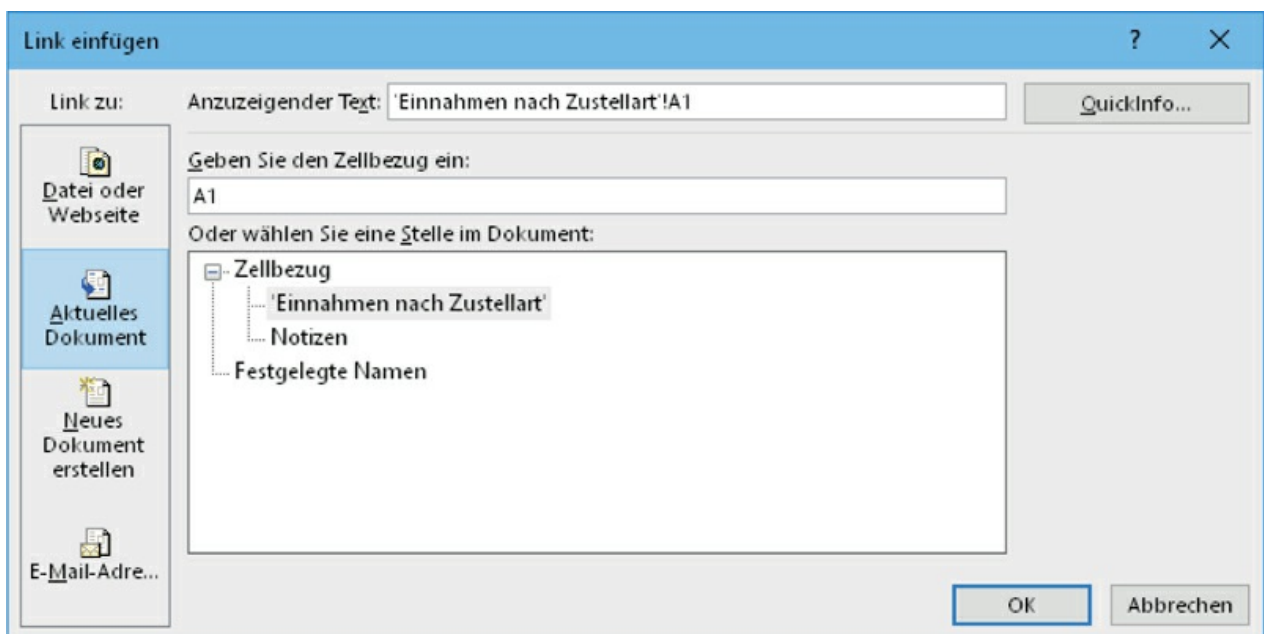 Link einfügen
?
Link zu:
Anzuzeigender Text: 'Einnahmen nach Zustellart'!A1
QuickInfo...
Datei oder
Webseite
Aktuelles
Dokument
Neues
Dokument
erstellen
E-Mail-Adre...
Geben Sie den Zellbezug ein:
A1
Oder wählen Sie eine Stelle im Dokument:
Zellbezug
'Einnahmen nach Zustellart'
Notizen
Festgelegte Namen
OK
Abbrechen